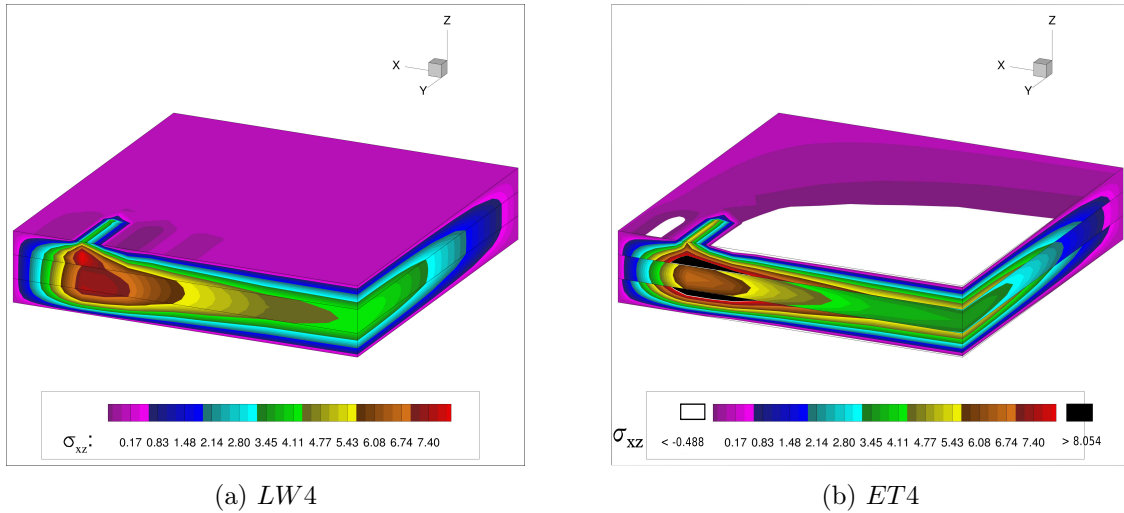 Z
X
Y
Z
X
Y
σxz:
0.17 0.83 1.48 2.14 2.80 3.45 4.11 4.77 5.43 6.08 6.74 7.40
σxz
< -0.488
0.17 0.83 1.48 2.14 2.80 3.45 4.11 4.77 5.43 6.08 6.74 7.40
> 8.054
(a) LW4
(b) ET4